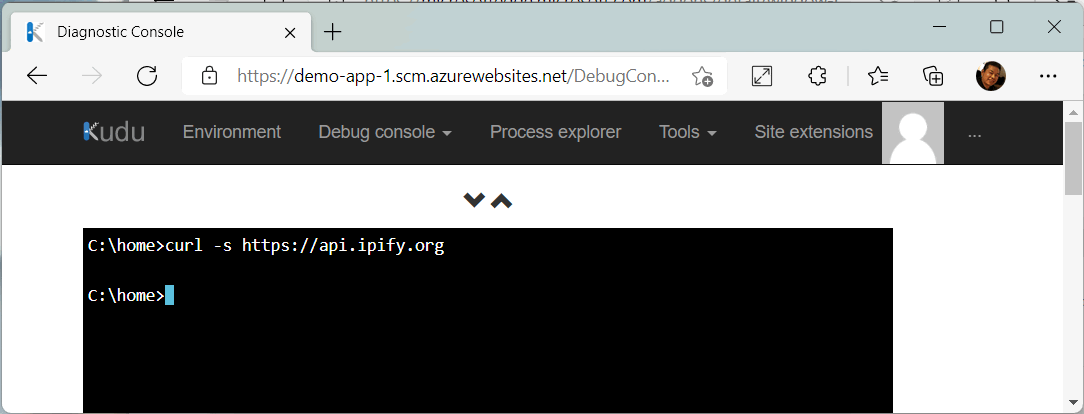 Diagnostic Console
https://demo-app-1.scm.azurewebsites.net/DebugCon...
Kudu Environment Debug console Process explorer Tools Site extensions ...
C:\home>curl -s https://api.ipify.org
C:\home>